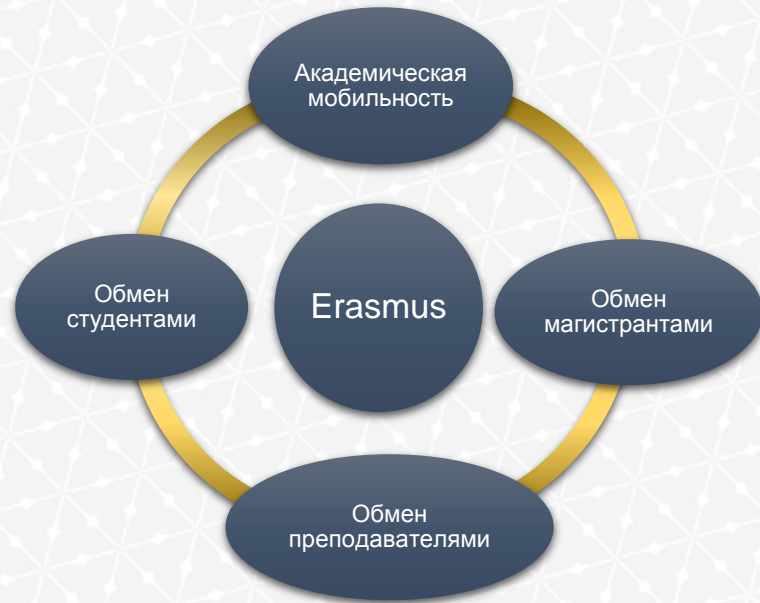 Академическая
мобильность
Обмен
студентами
Erasmus
Обмен
магистрантами
Обмен
преподавателями